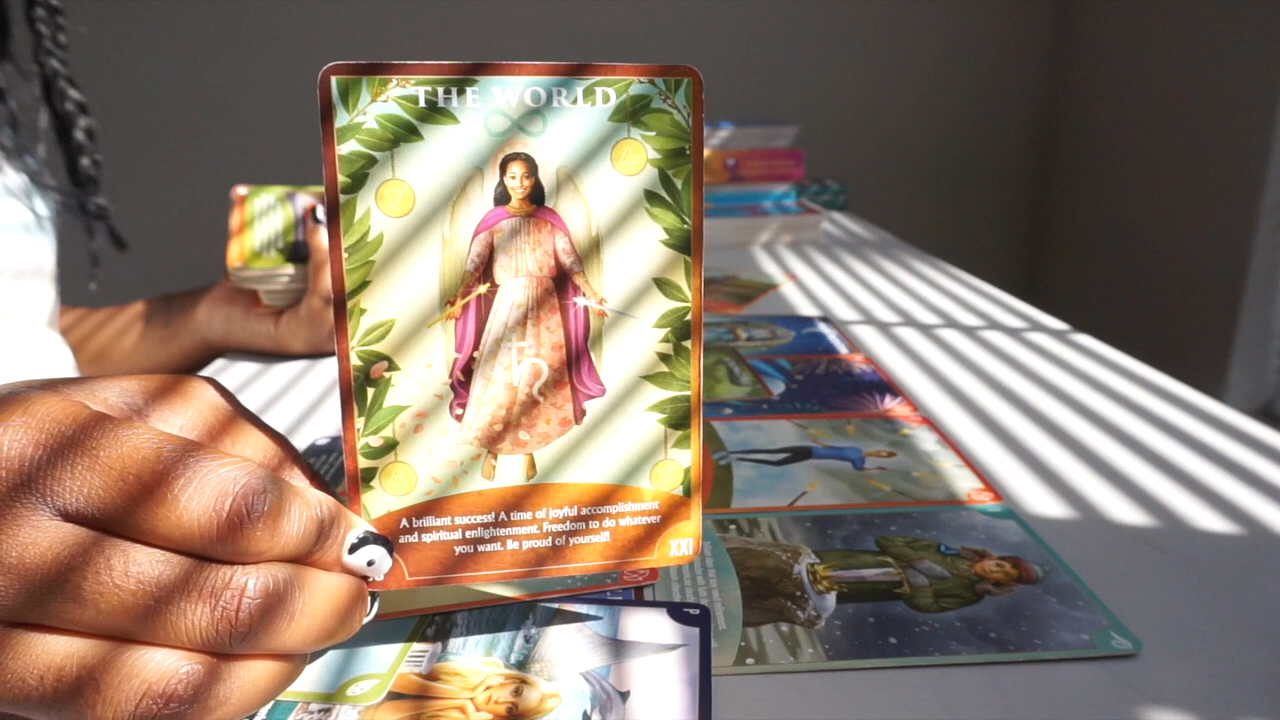 THE WORLD
A brilliant success! A time of joyful accomplishment
and spiritual enlightenment. Freedom to do whatever
you want. Be proud of yourself!
XXI